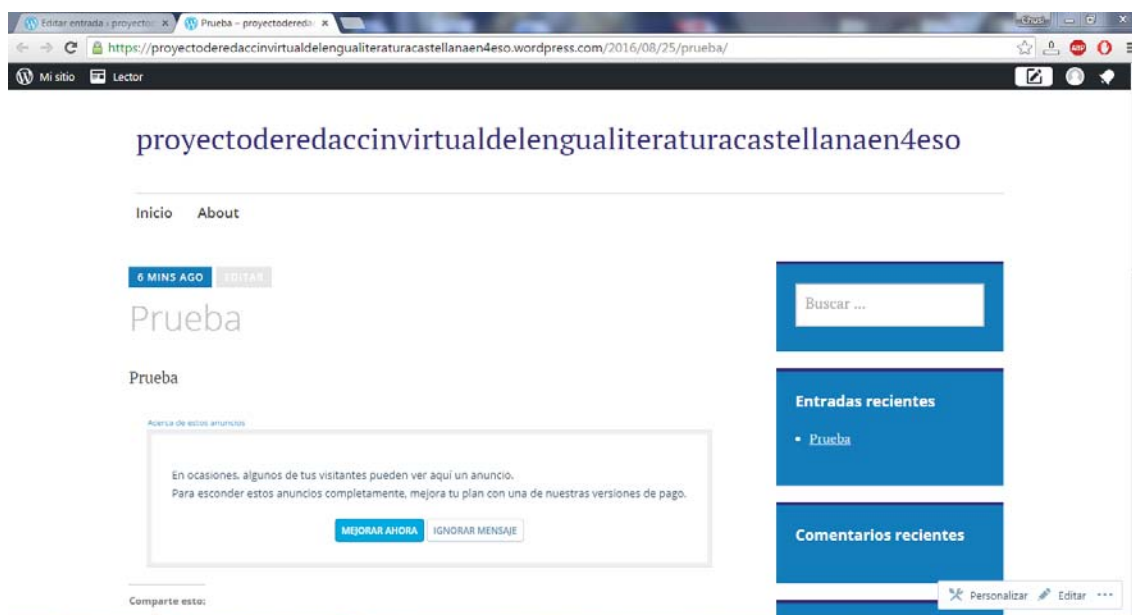 Editar entrada ‹ proyectos
Prueba – proyectodereda
https://proyectoderedaccinvirtualdelengualiteraturacastellanaen4eso.wordpress.com/2016/08/25/prueba/
Mi sitio Lector
proyectoderedaccinvirtualdelengualiteraturacastellanaen4eso
Inicio About
6 MINS AGO EDITAR
Prueba
Prueba
Acerca de estos anuncios
En ocasiones, algunos de tus visitantes pueden ver aquí un anuncio.
Para esconder estos anuncios completamente, mejora tu plan con una de nuestras versiones de pago.
MEJORAR AHORA IGNORAR MENSAJE
Comparte esto:
Buscar ...
Entradas recientes
• Prueba
Comentarios recientes
Personalizar Editar ...